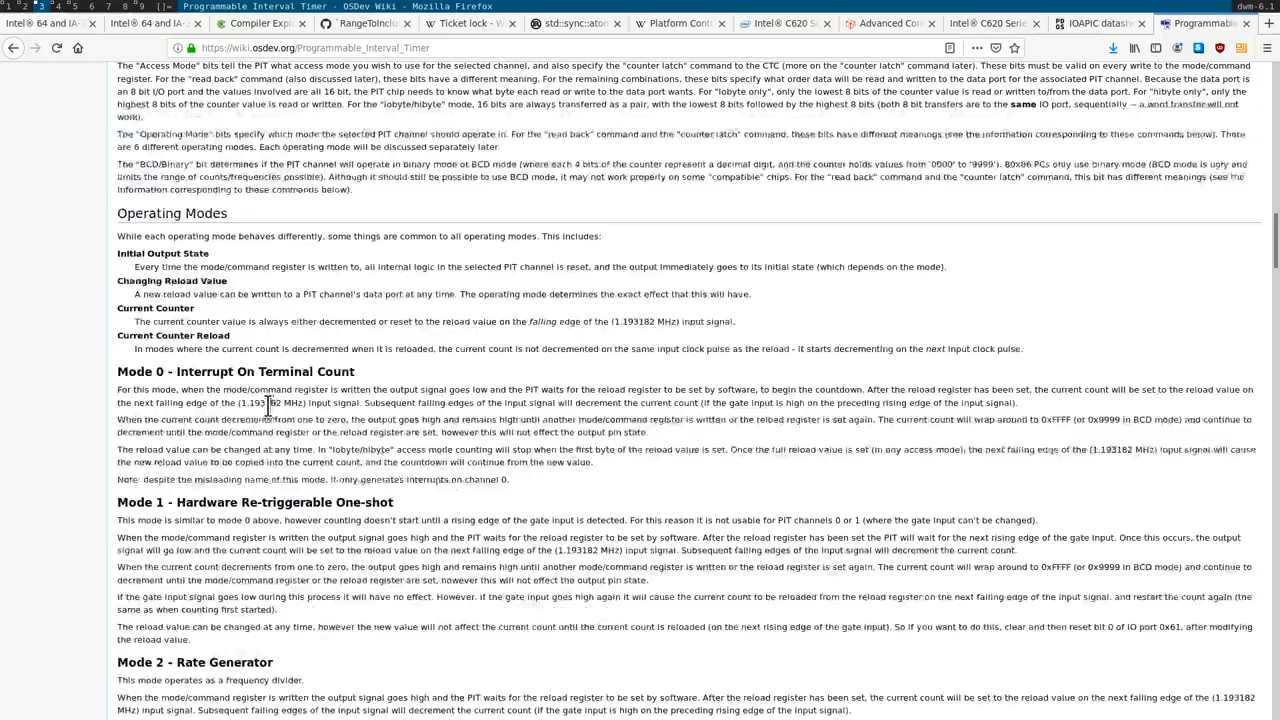 1 2 3 4 5 6 7 8 9 []= Programmable Interval Timer - OSDev Wiki - Mozilla Firefox dwm-6.1
Intel® 64 and IA- Intel® 64 and IA- Compiler Explo `RangeToInclu Ticket lock - W std::sync::aton Platform Contr Intel® C620 S Advanced Com Intel® C620 Serie IOAPIC datashe Programmable
https://wiki.osdev.org/Programmable_Interval_Timer
The "Access Mode" bits tell the PIT what access mode you wish to use for the selected channel, and also specify the "counter latch" command to the CTC (more on the "counter latch" command later). These bits must be valid on every write to the mode/command
register. For the "read back" command (also discussed later), these bits have a different meaning. For the remaining combinations, these bits specify what order data will be read and written to the data port for the associated PIT channel. Because the data port is
an 8 bit I/O port and the values involved are all 16 bit, the PIT chip needs to know what byte each read or write to the data port wants. For "lobyte only", only the lowest 8 bits of the counter value is read or written to/from the data port. For "hibyte only", only the
highest 8 bits of the counter value is read or written. For the "lobyte/hibyte" mode, 16 bits are always transferred as a pair, with the lowest 8 bits followed by the highest 8 bits (both 8 bit transfers are to the same IO port, sequentially – a word transfer will not
work).
The "Operating Mode" bits specify which mode the selected PIT channel should operate in. For the "read back" command and the "counter latch" command, these bits have different meanings (see the information corresponding to these commands below). There
are 6 different operating modes. Each operating mode will be discussed separately later.
The "BCD/Binary" bit determines if the PIT channel will operate in binary mode or BCD mode (where each 4 bits of the counter represent a decimal digit, and the counter holds values from '0000' to '9999'). 80x86 PCs only use binary mode (BCD mode is ugly and
limits the range of counts/frequencies possible). Although it should still be possible to use BCD mode, it may not work properly on some "compatible" chips. For the "read back" command and the "counter latch" command, this bit has different meanings (see the
information corresponding to these commands below).
Operating Modes
While each operating mode behaves differently, some things are common to all operating modes. This includes:
Initial Output State
Every time the mode/command register is written to, all internal logic in the selected PIT channel is reset, and the output immediately goes to its initial state (which depends on the mode).
Changing Reload Value
A new reload value can be written to a PIT channel's data port at any time. The operating mode determines the exact effect that this will have.
Current Counter
The current counter value is always either decremented or reset to the reload value on the falling edge of the (1.193182 MHz) input signal.
Current Counter Reload
In modes where the current count is decremented when it is reloaded, the current count is not decremented on the same input clock pulse as the reload - it starts decrementing on the next input clock pulse.
Mode 0 - Interrupt On Terminal Count
For this mode, when the mode/command register is written the output signal goes low and the PIT waits for the reload register to be set by software, to begin the countdown. After the reload register has been set, the current count will be set to the reload value on
the next falling edge of the (1.193182 MHz) input signal. Subsequent falling edges of the input signal will decrement the current count (if the gate input is high on the preceding rising edge of the input signal).
When the current count decrements from one to zero, the output goes high and remains high until another mode/command register is written or the reload register is set again. The current count will wrap around to 0xFFFF (or 0x9999 in BCD mode) and continue to
decrement until the mode/command register or the reload register are set, however this will not effect the output pin state.
The reload value can be changed at any time. In "lobyte/hibyte" access mode counting will stop when the first byte of the reload value is set. Once the full reload value is set (in any access mode), the next falling edge of the (1.193182 MHz) input signal will cause
the new reload value to be copied into the current count, and the countdown will continue from the new value.
Note: despite the misleading name of this mode, it only generates interrupts on channel 0.
Mode 1 - Hardware Re-triggerable One-shot
This mode is similar to mode 0 above, however counting doesn't start until a rising edge of the gate input is detected. For this reason it is not usable for PIT channels 0 or 1 (where the gate input can't be changed).
When the mode/command register is written the output signal goes high and the PIT waits for the reload register to be set by software. After the reload register has been set the PIT will wait for the next rising edge of the gate input. Once this occurs, the output
signal will go low and the current count will be set to the reload value on the next falling edge of the (1.193182 MHz) input signal. Subsequent falling edges of the input signal will decrement the current count.
When the current count decrements from one to zero, the output goes high and remains high until another mode/command register is written or the reload register is set again. The current count will wrap around to 0xFFFF (or 0x9999 in BCD mode) and continue to
decrement until the mode/command register or the reload register are set, however this will not effect the output pin state.
If the gate input signal goes low during this process it will have no effect. However, if the gate input goes high again it will cause the current count to be reloaded from the reload register on the next falling edge of the input signal, and restart the count again (the
same as when counting first started).
The reload value can be changed at any time, however the new value will not affect the current count until the current count is reloaded (on the next rising edge of the gate input). So if you want to do this, clear and then reset bit 0 of IO port 0x61, after modifying
the reload value.
Mode 2 - Rate Generator
This mode operates as a frequency divider.
When the mode/command register is written the output signal goes high and the PIT waits for the reload register to be set by software. After the reload register has been set, the current count will be set to the reload value on the next falling edge of the (1.193182
MHz) input signal. Subsequent falling edges of the input signal will decrement the current count (if the gate input is high on the preceding rising edge of the input signal).